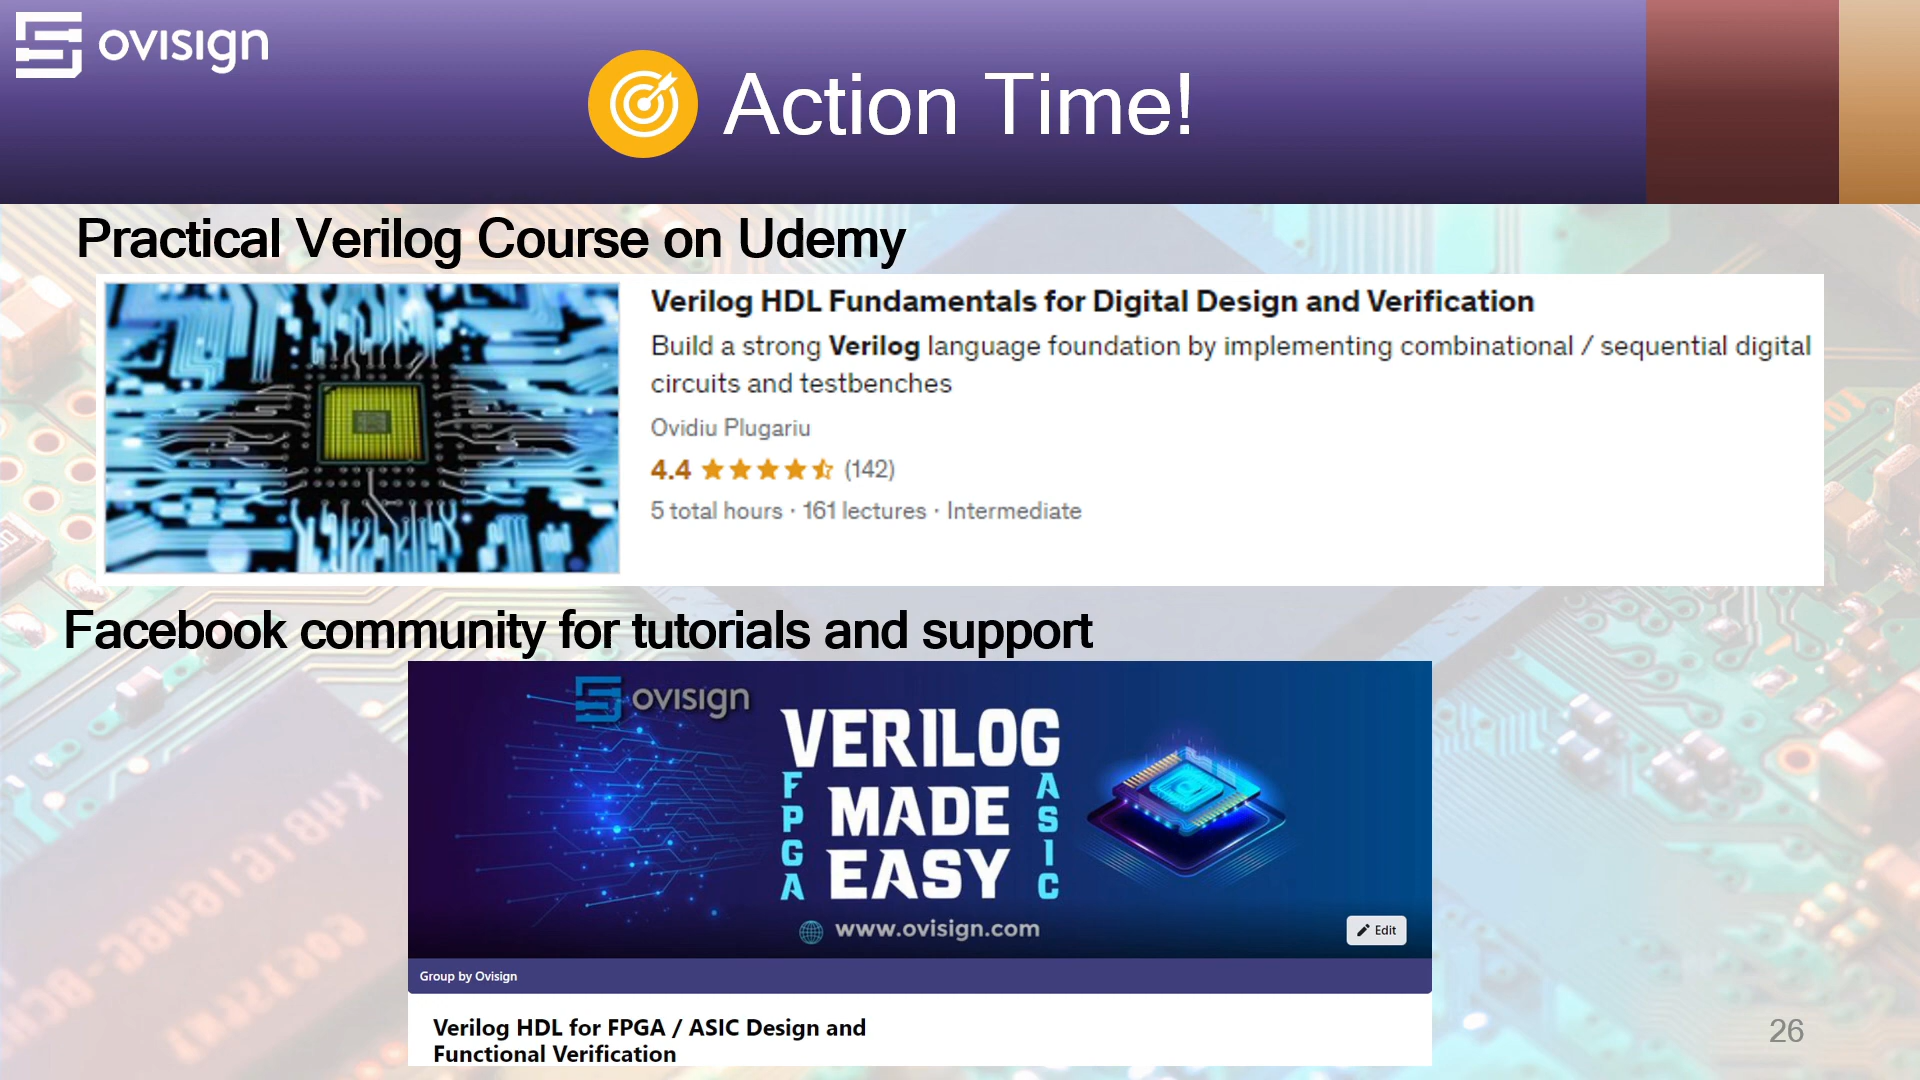 ovisign
Action Time!
Practical Verilog Course on Udemy
Verilog HDL Fundamentals for Digital Design and Verification
Build a strong Verilog language foundation by implementing combinational / sequential digital
circuits and testbenches
Ovidiu Plugariu
4.4 (142)
5 total hours · 161 lectures · Intermediate
Facebook community for tutorials and support
ovisign
VERILOG
FPGA
MADE
EASY
ASIC
www.ovisign.com
Edit
Group by Ovisign
Verilog HDL for FPGA / ASIC Design and
Functional Verification
26